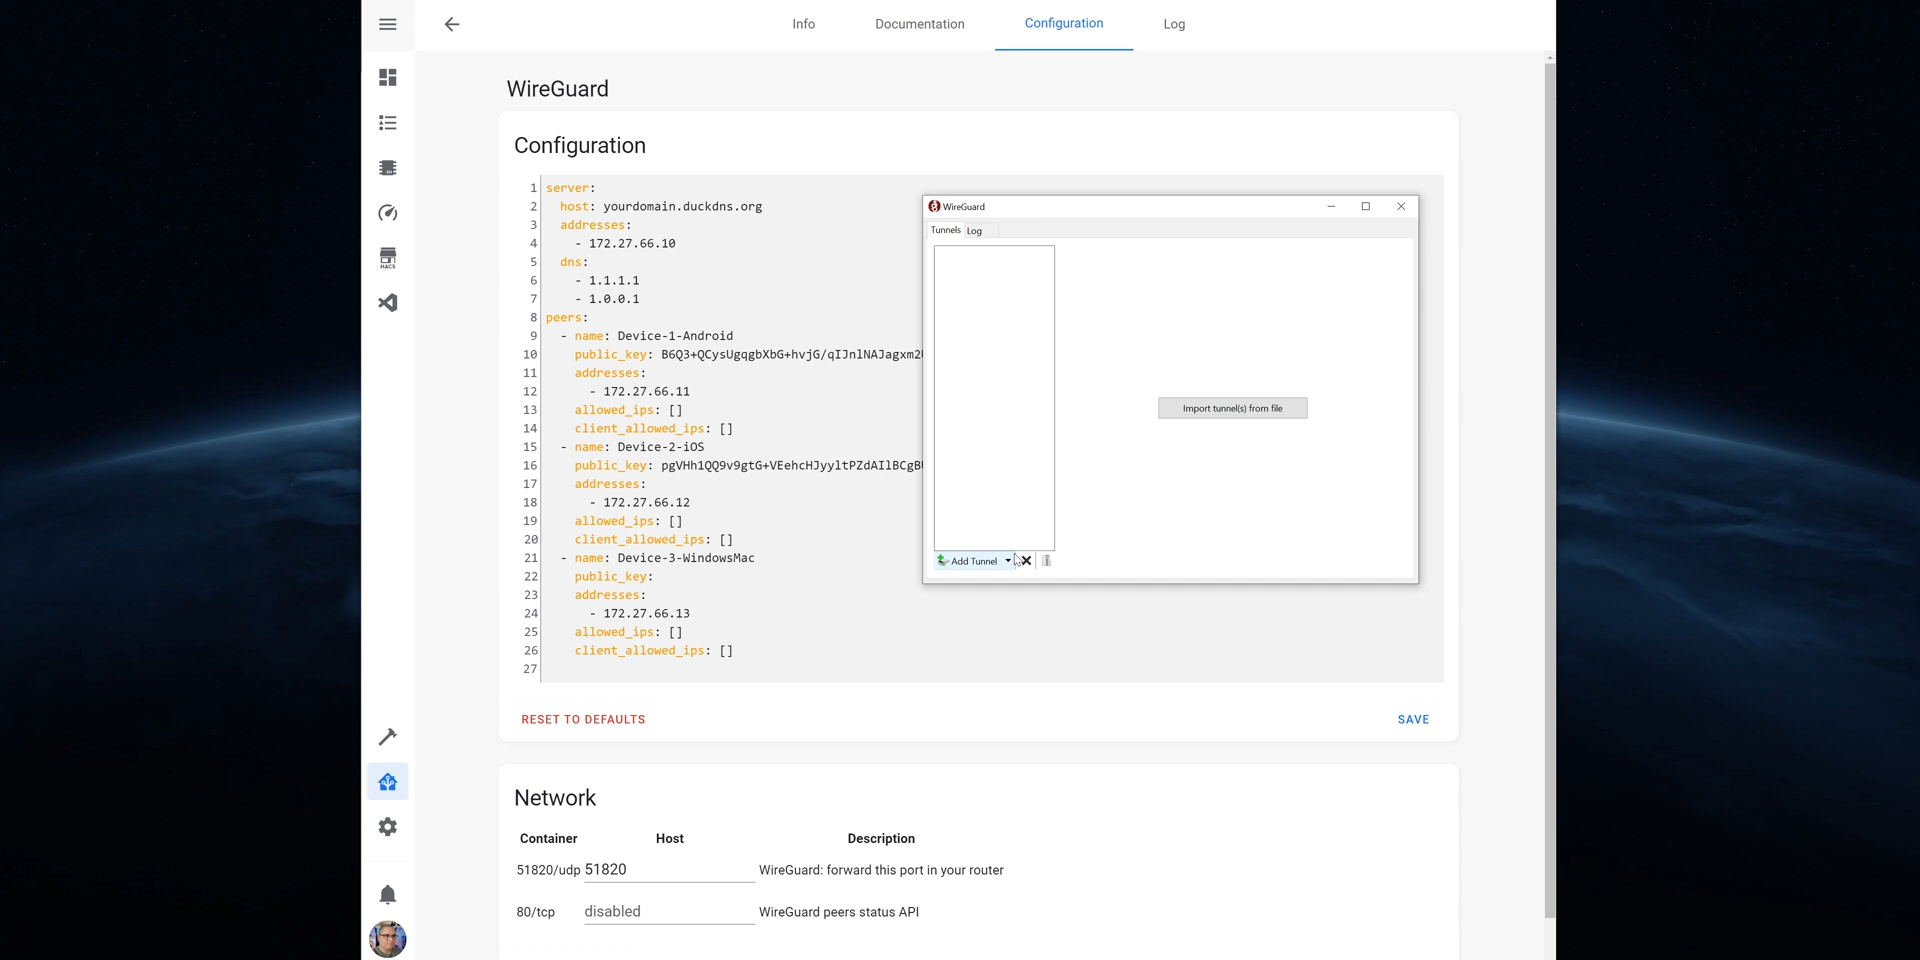 Info
Documentation
Configuration
Log
HACS
WireGuard
Configuration
1 server:
2 host: yourdomain.duckdns.org
3 addresses:
4 - 172.27.66.10
5 dns:
6 - 1.1.1.1
7 - 1.0.0.1
8 peers:
9 - name: Device-1-Android
10 public_key: B6Q3+QCysUgqgbXbG+hvjG/qIJnlNAJagxm2
11 addresses:
12 - 172.27.66.11
13 allowed_ips: []
14 client_allowed_ips: []
15 - name: Device-2-iOS
16 public_key: pgVHh1QQ9v9gtG+VEehcHJyyltPZdAIlBCgB
17 addresses:
18 - 172.27.66.12
19 allowed_ips: []
20 client_allowed_ips: []
21 - name: Device-3-WindowsMac
22 public_key:
23 addresses:
24 - 172.27.66.13
25 allowed_ips: []
26 client_allowed_ips: []
27
WireGuard
Tunnels
Log
Import tunnel(s) from file
Add Tunnel
RESET TO DEFAULTS
SAVE
Network
Container Host Description
51820/udp 51820 WireGuard: forward this port in your router
80/tcp disabled WireGuard peers status API